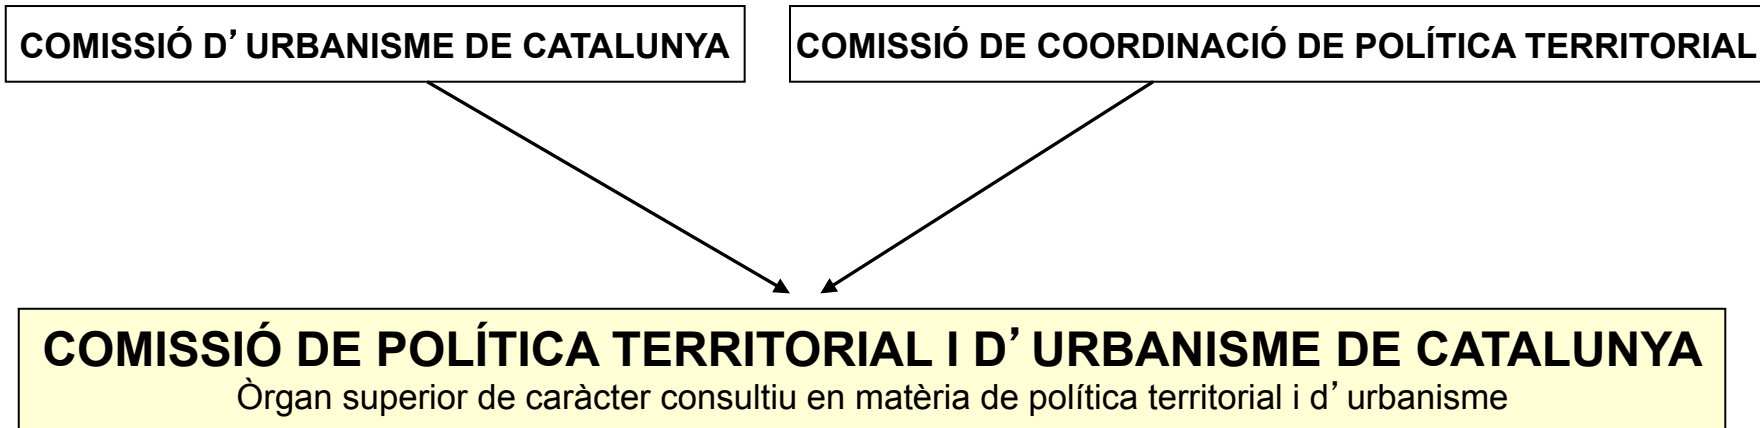 COMISSIÓ D’ URBANISME DE CATALUNYA
COMISSIÓ DE COORDINACIÓ DE POLÍTICA TERRITORIAL
COMISSIÓ DE POLÍTICA TERRITORIAL I D’ URBANISME DE CATALUNYA
Òrgan superior de caràcter consultiu en matèria de política territorial i d’ urbanisme